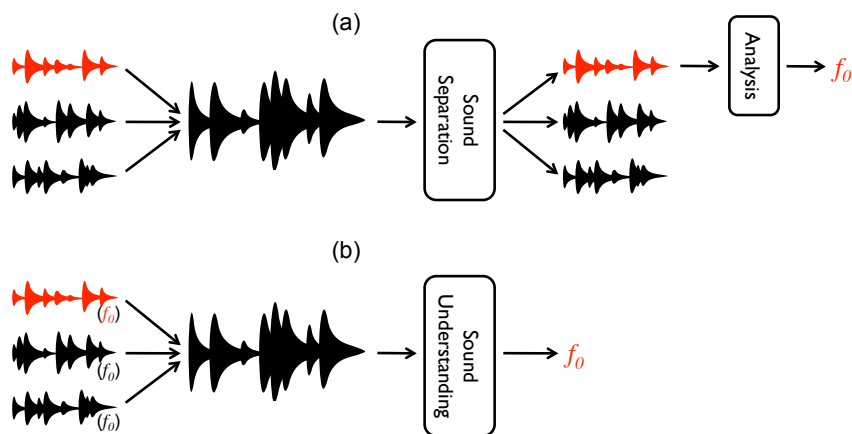 (a)
Sound
Separation
Analysis
f₀
(b)
(f₀)
(f₀)
(f₀)
Sound
Understanding
f₀